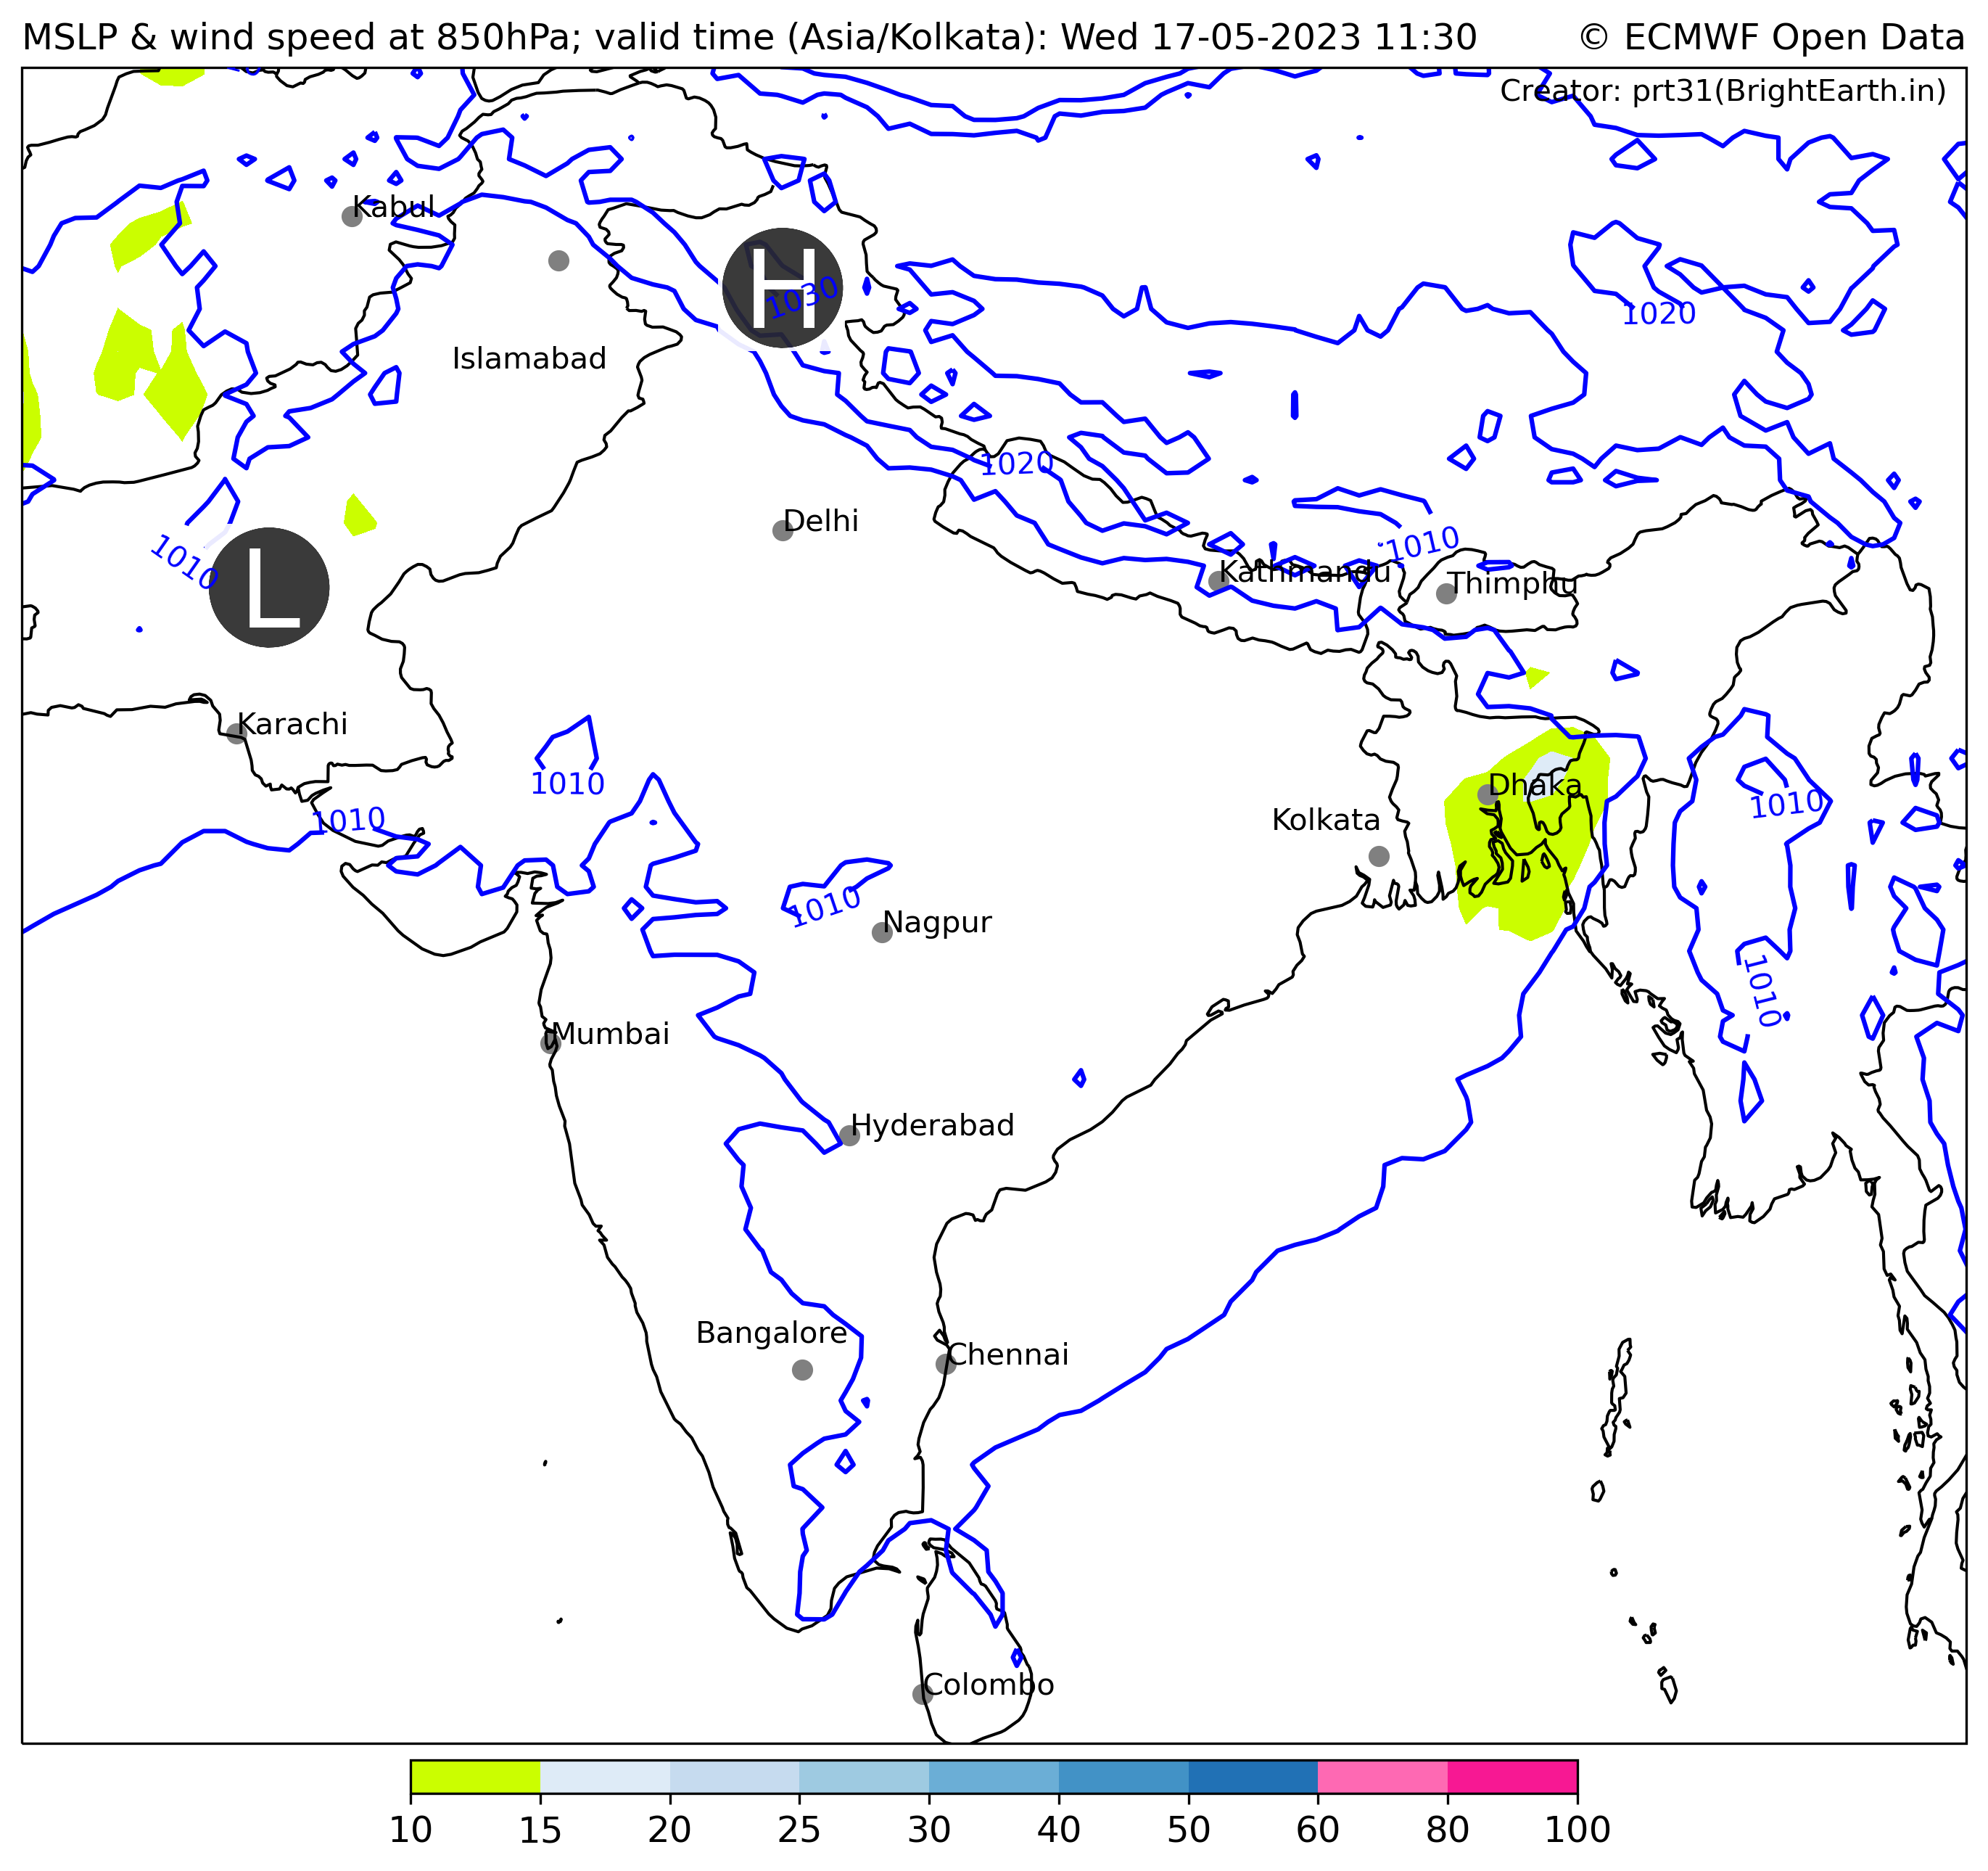 MSLP & wind speed at 850hPa; valid time (Asia/Kolkata): Wed 17-05-2023 11:30
© ECMWF Open Data
Creator: prt31(BrightEarth.in)
Kabul
H
1030
1020
Islamabad
1020
Delhi
1010
1010
L
Kathmandu
Thimphu
Karachi
1010
1010
Dhaka
1010
Kolkata
1010
Nagpur
1010
Mumbai
Hyderabad
Bangalore
Chennai
Colombo
10 15 20 25 30 40 50 60 80 100